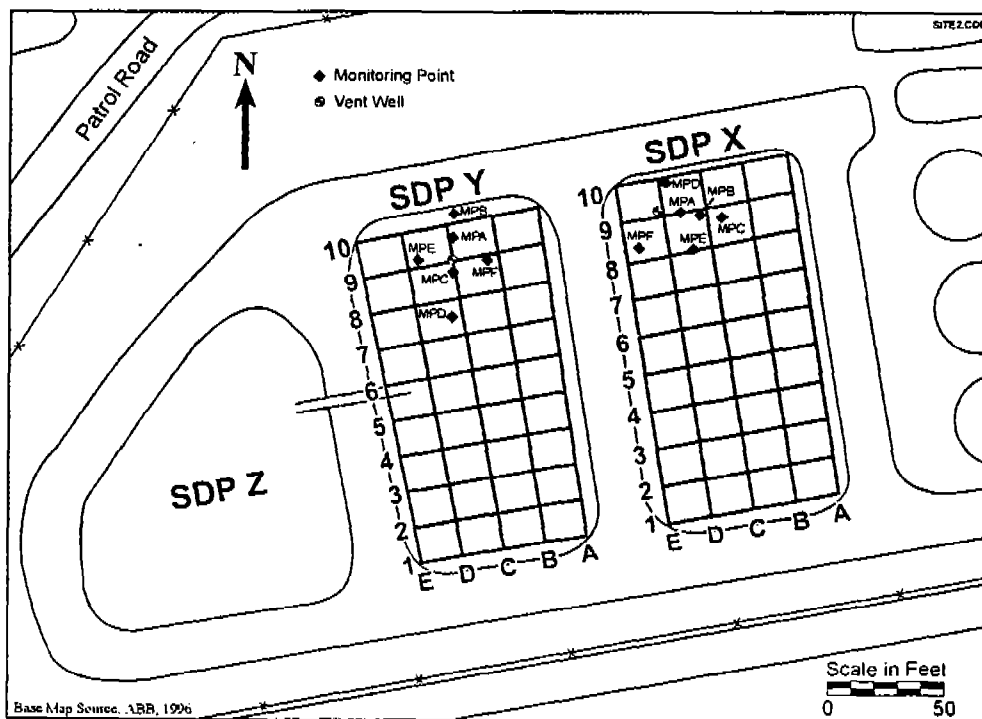 SITE2.CDR
Patrol Road
N
Monitoring Point
Vent Well
SDP Y
SDP X
10
9
8
7
6
5
4
3
2
1
E D C B A
MPB
MPA
MPE
MPC
MPF
MPD
10
9
8
7
6
5
4
3
2
1
E D C B A
MPD
MPB
MPA
MPC
MPF
MPE
SDP Z
Scale in Feet
0 50
Base Map Source: ABB, 1996